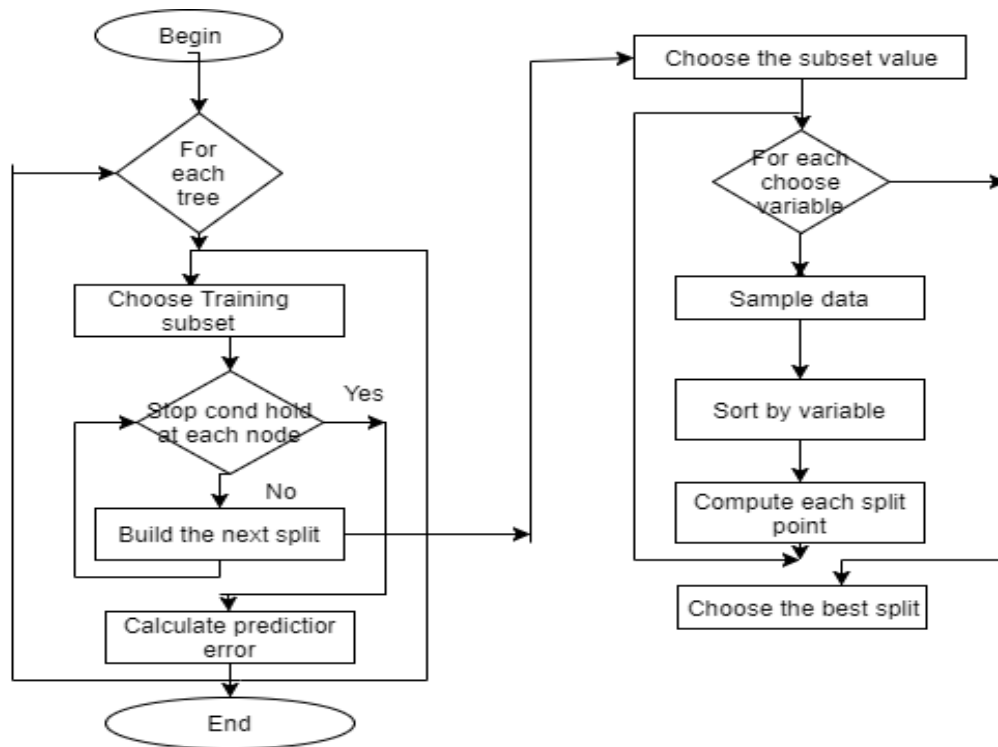 Begin
For
each
tree
Choose Training
subset
Stop cond hold
at each node
Yes
No
Build the next split
Calculate predictior
error
End
Choose the subset value
For each
choose
variable
Sample data
Sort by variable
Compute each split
point
Choose the best split